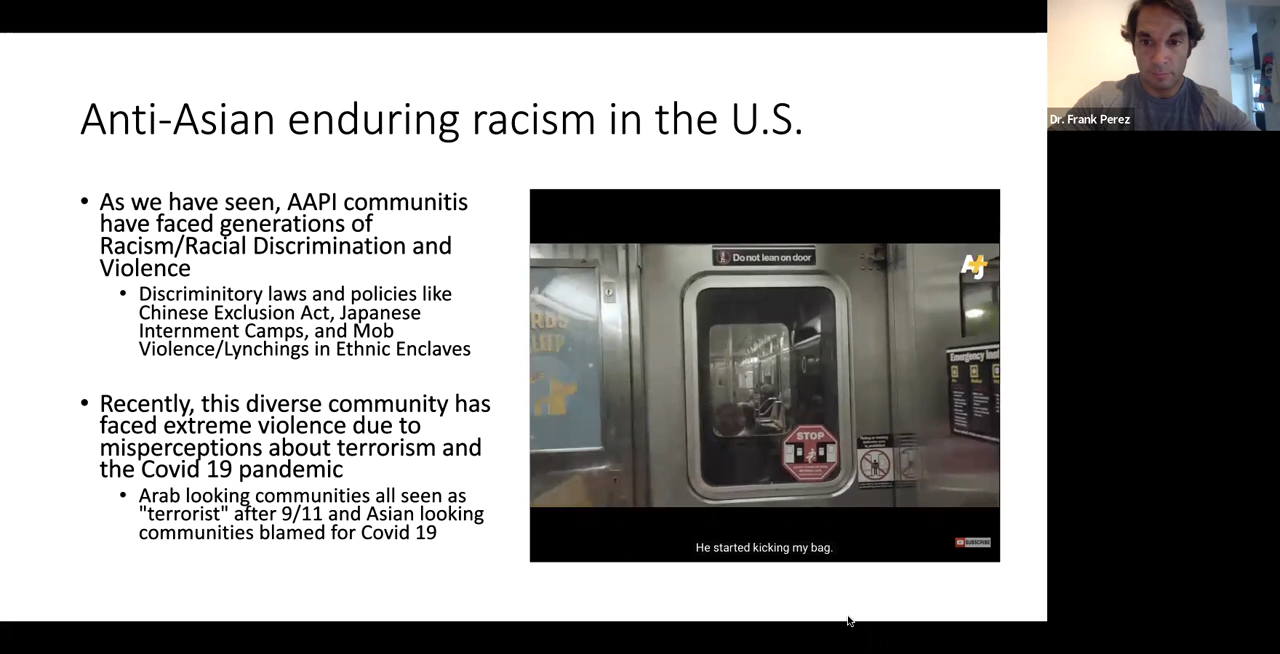 Anti-Asian enduring racism in the U.S.
• As we have seen, AAPI communitis
have faced generations of
Racism/Racial Discrimination and
Violence
• Discriminitory laws and policies like
Chinese Exclusion Act, Japanese
Internment Camps, and Mob
Violence/Lynchings in Ethnic Enclaves
• Recently, this diverse community has
faced extreme violence due to
misperceptions about terrorism and
the Covid 19 pandemic
• Arab looking communities all seen as
"terrorist" after 9/11 and Asian looking
communities blamed for Covid 19
Do not lean on door
AJ
Emergency
STOP
He started kicking my bag.
SUBSCRIBE
Dr. Frank Perez